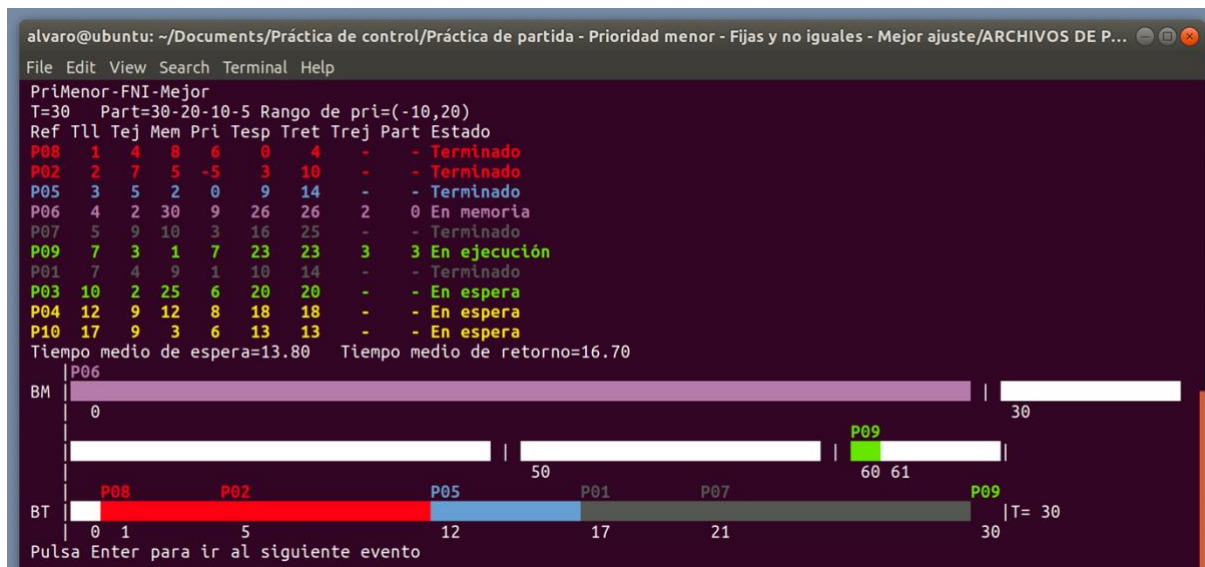 alvaro@ubuntu: ~/Documents/Práctica de control/Práctica de partida - Prioridad menor - Fijas y no iguales - Mejor ajuste/ARCHIVOS DE P...
File Edit View Search Terminal Help
PriMenor-FNI-Mejor
T=30 Part=30-20-10-5 Rango de pri=(-10,20)
Ref Tll Tej Mem Pri Tesp Tret Trej Part Estado
P08 1 4 8 6 0 4 - - Terminado
P02 2 7 5 -5 3 10 - - Terminado
P05 3 5 2 0 9 14 - - Terminado
P06 4 2 30 9 26 26 2 0 En memoria
P07 5 9 10 3 16 25 - - Terminado
P09 7 3 1 7 23 23 3 3 En ejecución
P01 7 4 9 1 10 14 - - Terminado
P03 10 2 25 6 20 20 - - En espera
P04 12 9 12 8 18 18 - - En espera
P10 17 9 3 6 13 13 - - En espera
Tiempo medio de espera=13.80 Tiempo medio de retorno=16.70
|P06
BM | |
| 0 30
| P09
| | | |
| 50 60 61
| P08 P02 P05 P01 P07 P09
BT | |T= 30
| 0 1 5 12 17 21 30
Pulsa Enter para ir al siguiente evento